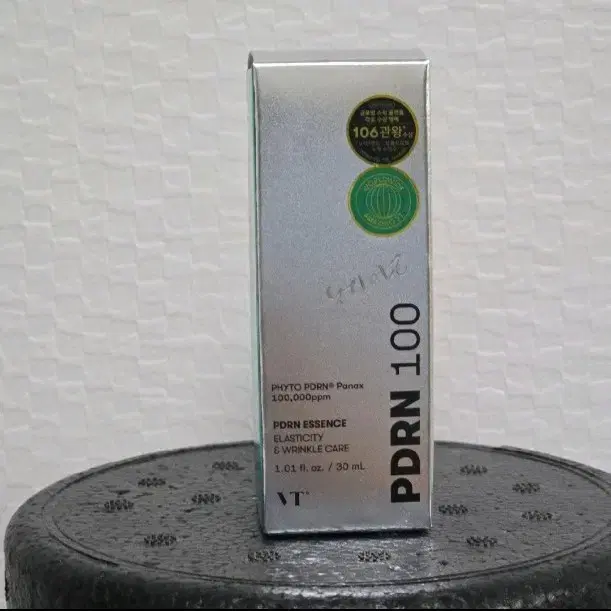 106관왕
PHYTO PDRN® Panax
100,000ppm
PDRN ESSENCE
ELASTICITY
& WRINKLE CARE
1.01 fl. oz. / 30 mL
VT
PDRN 100